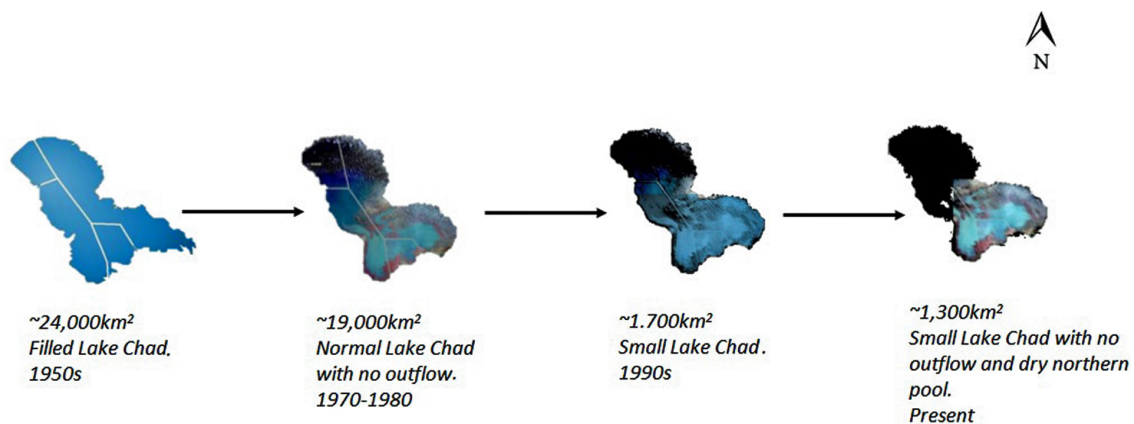 N
~24,000km²
Filled Lake Chad.
1950s
~19,000km²
Normal Lake Chad
with no outflow.
1970-1980
~1.700km²
Small Lake Chad.
1990s
~1,300km²
Small Lake Chad with no
outflow and dry northern
pool.
Present